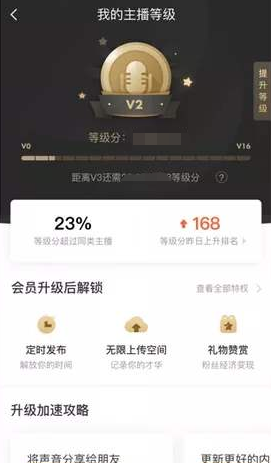 我的主播等级
提升等级
V2
等级分：
V0 V16
距离V3还需 等级分 ?
23% 168
等级分超过同类主播 等级分昨日上升排名 >
会员升级后解锁 查看全部特权 >
定时发布 无限上传空间 礼物赞赏
解放你的时间 记录你的才华 粉丝经济变现
升级加速攻略
将声音分享给朋友 更新更好的内